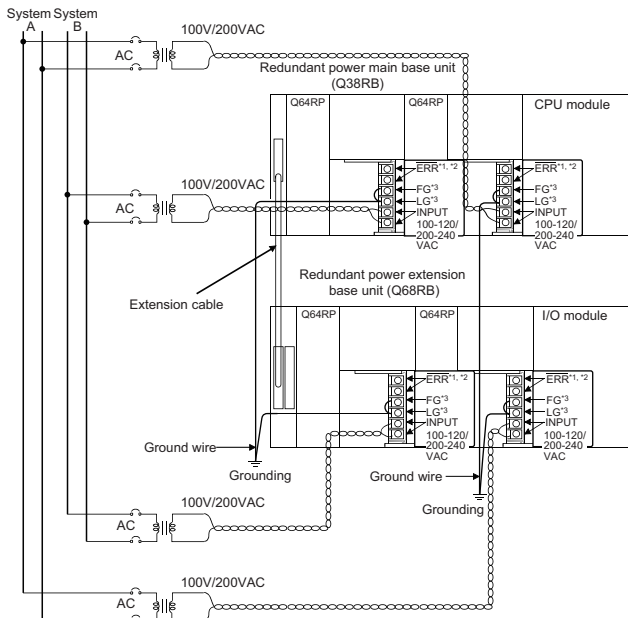 System System
A B
100V/200VAC
AC
Redundant power main base unit
(Q38RB)
Q64RP Q64RP CPU module
ERR*1, *2
FG*3
LG*3
INPUT
100-120/
200-240
VAC
ERR*1, *2
FG*3
LG*3
INPUT
100-120/
200-240
VAC
100V/200VAC
AC
Extension cable
Redundant power extension
base unit (Q68RB)
Q64RP Q64RP I/O module
ERR*1, *2
FG*3
LG*3
INPUT
100-120/
200-240
VAC
ERR*1, *2
FG*3
LG*3
INPUT
100-120/
200-240
VAC
Ground wire
Grounding
Ground wire
Grounding
100V/200VAC
AC
100V/200VAC
AC